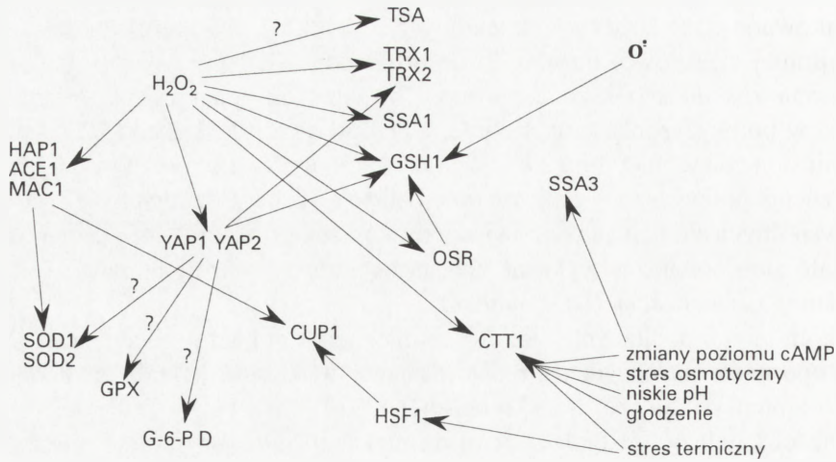 TSA
?
TRX1
TRX2
H₂O₂
SSA1
HAP1
ACE1
MAC1
GSH1
SSA3
YAP1 YAP2
OSR
?
?
?
SOD1
SOD2
CUP1
CTT1
GPX
G-6-P D
HSF1
zmiany poziomu cAMP
stres osmotyczny
niskie pH
głodzenie
stres termiczny